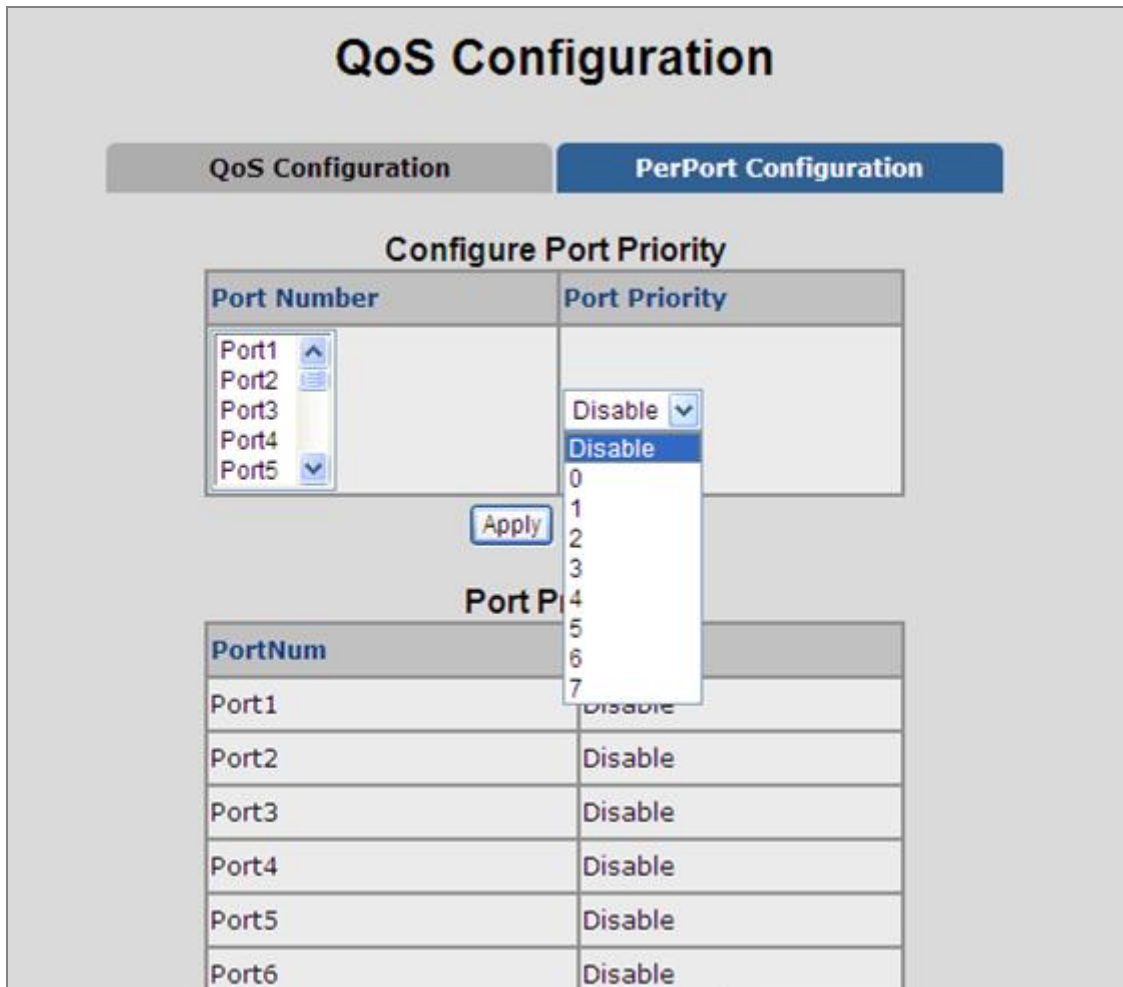 QoS Configuration
QoS Configuration PerPort Configuration
Configure Port Priority
Port Number Port Priority
Port1
Port2
Port3
Port4
Port5
Disable
Disable
0
1
2
3
4
5
6
7
Apply
Port
PortNum
Port1 Disable
Port2 Disable
Port3 Disable
Port4 Disable
Port5 Disable
Port6 Disable